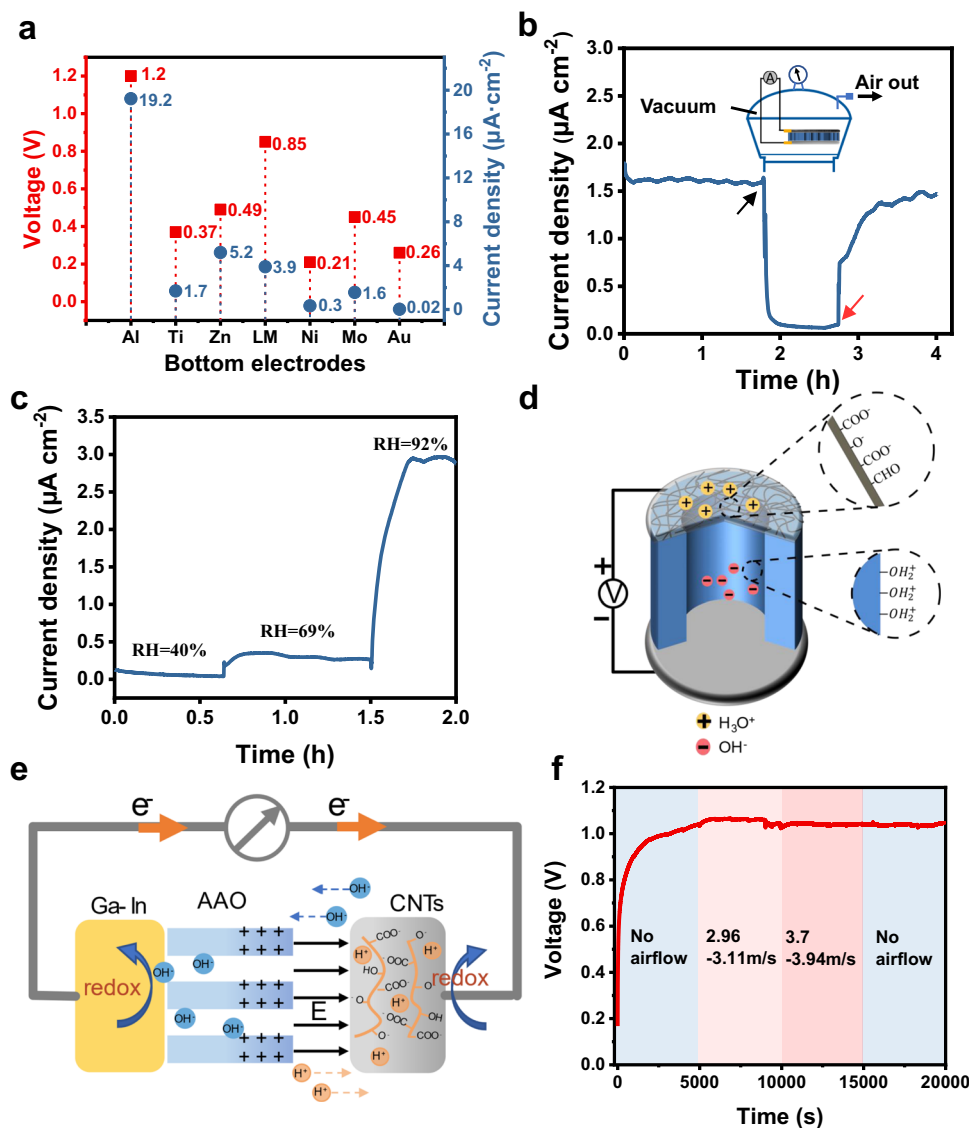 a
Voltage (V)
1.2
1.0
0.8
0.6
0.4
0.2
0.0
1.2
19.2
0.37
1.7
0.49
5.2
0.85
3.9
0.21
0.3
0.45
1.6
0.26
0.02
20
16
12
8
4
0
Current density (µA·cm⁻²)
Al Ti Zn LM Ni Mo Au
Bottom electrodes
b
Current density (µA cm⁻²)
3.0
2.5
2.0
1.5
1.0
0.5
0.0
A
Vacuum
Air out
0 1 2 3 4
Time (h)
c
Current density (µA cm⁻²)
3.5
3.0
2.5
2.0
1.5
1.0
0.5
0.0
RH=40%
RH=69%
RH=92%
0.0 0.5 1.0 1.5 2.0
Time (h)
d
+
V
−
-COO⁻
-O⁻
-COO⁻
-CHO
−OH₂⁺
−OH₂⁺
−OH₂⁺
+ H₃O⁺
− OH⁻
e
e⁻ e⁻
Ga-In
AAO
CNTs
OH⁻
OH⁻
+ + +
+ + +
+ + +
+ + +
+ + +
+ + +
OH⁻
OH⁻
OH⁻
OH⁻
redox
redox
E
COO⁻
O⁻
H⁺
HO
OOC
COO⁻
⁻O
H⁺
O⁻
⁻OOC
OH
O⁻
COO⁻
H⁺
H⁺
H⁺
f
Voltage (V)
1.2
1.0
0.8
0.6
0.4
0.2
0.0
No
airflow
2.96
-3.11m/s
3.7
-3.94m/s
No
airflow
0 5000 10000 15000 20000
Time (s)